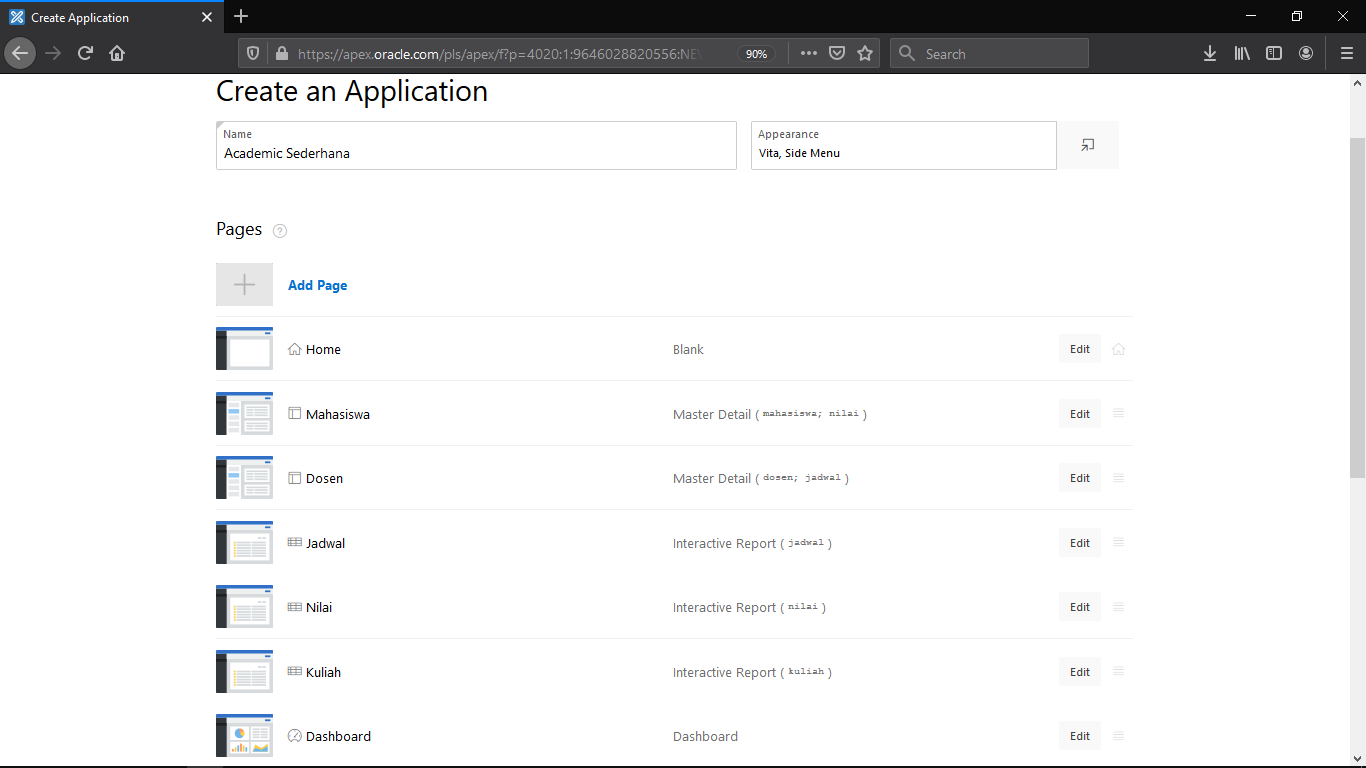 Create Application
https://apex.oracle.com/pls/apex/f?p=4020:1:9646028820556:NE
90%
Search
Create an Application
Name
Academic Sederhana
Appearance
Vita, Side Menu
Pages ?
Add Page
Home Blank Edit
Mahasiswa Master Detail ( mahasiswa; nilai ) Edit
Dosen Master Detail ( dosen; jadwal ) Edit
Jadwal Interactive Report ( jadwal ) Edit
Nilai Interactive Report ( nilai ) Edit
Kuliah Interactive Report ( kuliah ) Edit
Dashboard Dashboard Edit